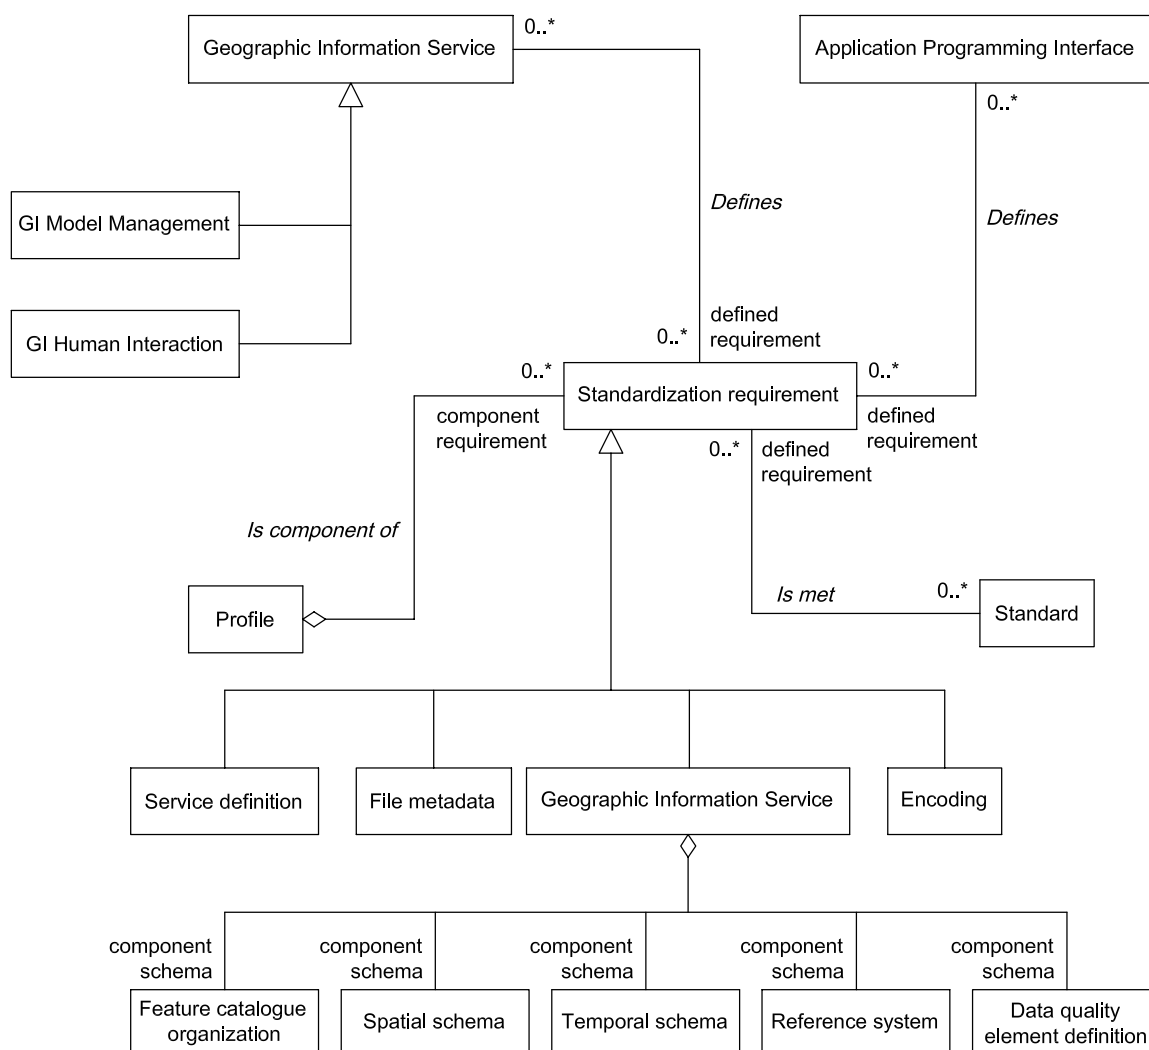 0..*
Geographic Information Service
Application Programming Interface
0..*
GI Model Management
Defines
Defines
GI Human Interaction
defined
requirement
0..*
0..*
Standardization requirement
0..*
component
requirement
defined
requirement
0..*
defined
requirement
Is component of
Is met
0..*
Profile
Standard
Service definition
File metadata
Geographic Information Service
Encoding
component
schema
component
schema
component
schema
component
schema
component
schema
Feature catalogue
organization
Spatial schema
Temporal schema
Reference system
Data quality
element definition